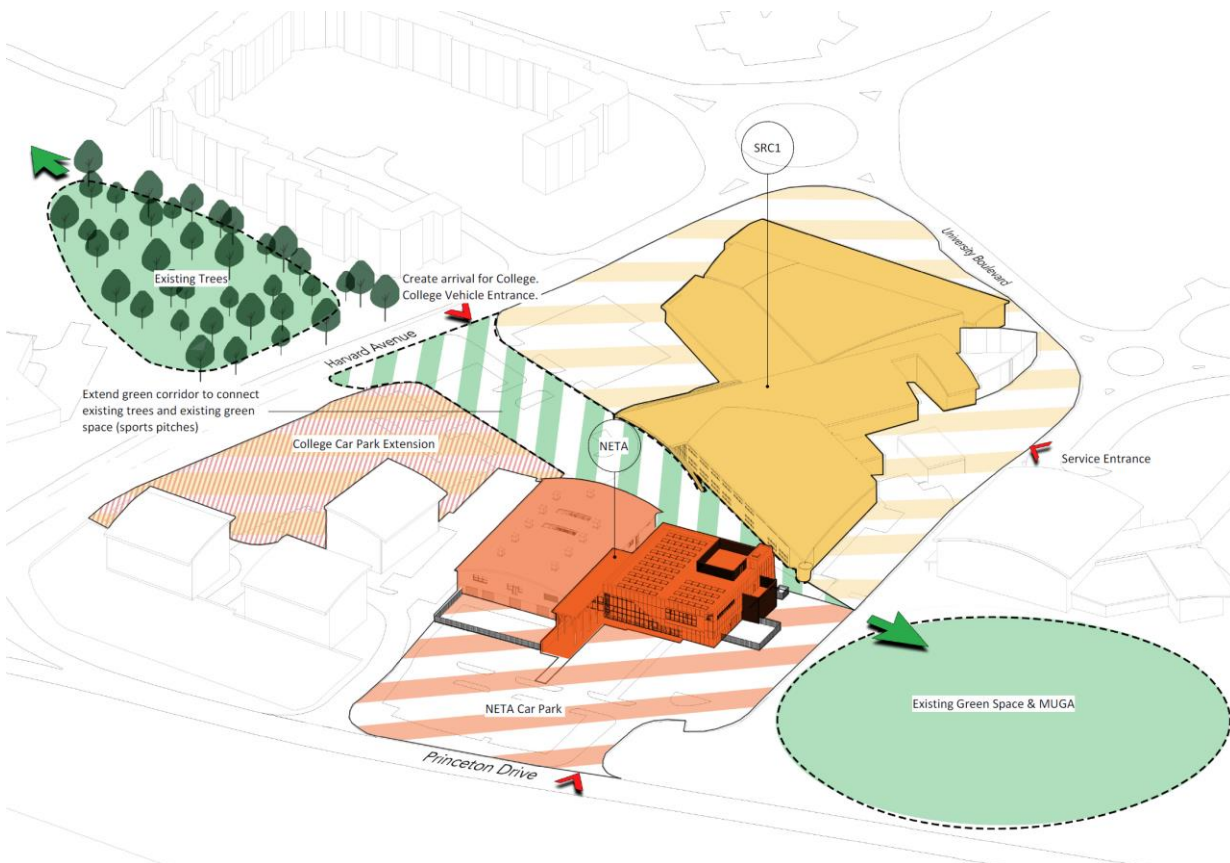 SRC1
University Boulevard
Existing Trees
Create arrival for College.
College Vehicle Entrance.
Harvard Avenue
Extend green corridor to connect
existing trees and existing green
space (sports pitches)
College Car Park Extension
NETA
Service Entrance
Existing Green Space & MUGA
NETA Car Park
Princeton Drive